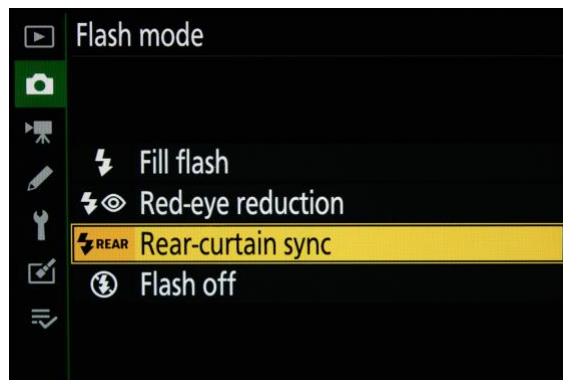 Flash mode
Fill flash
Red-eye reduction
REAR Rear-curtain sync
Flash off